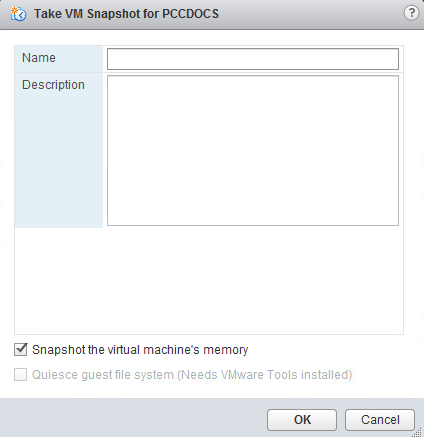 Take VM Snapshot for PCCDOCS
?
Name
Description
Snapshot the virtual machine's memory
Quiesce guest file system (Needs VMware Tools installed)
OK Cancel